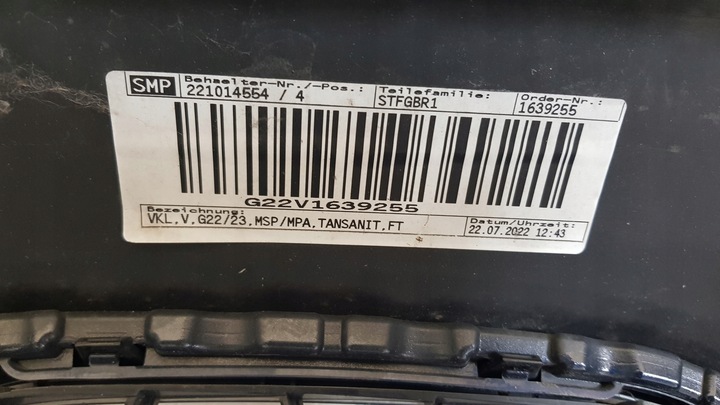 SMP
Behaelter-Nr./-Pos.: Teilefamilie: Order-Nr.:
221014554 / 4 STFGBR1 1639255
G22V1639255
Bezeichnung: Datum/Uhrzeit:
VKL.V.G22/23.MSP/MPA.TANSANIT.FT 22.07.2022 12:43